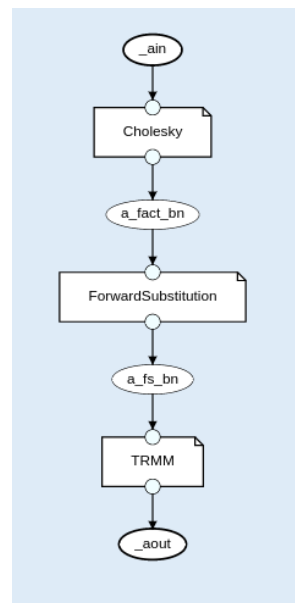 _ain
Cholesky
a_fact_bn
ForwardSubstitution
a_fs_bn
TRMM
_aout